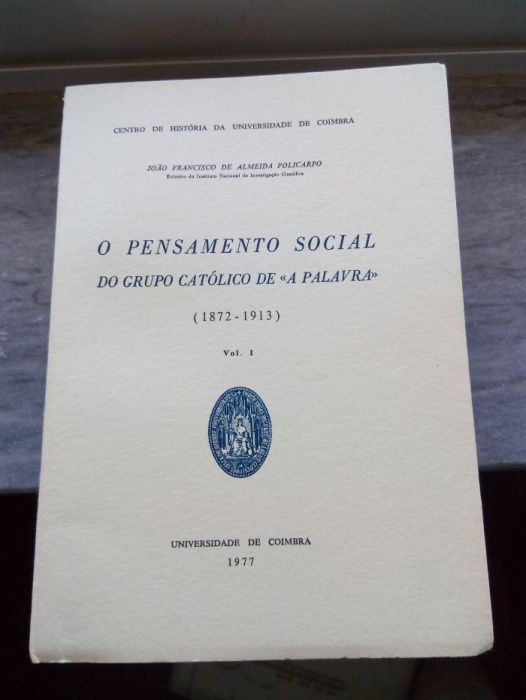 CENTRO DE HISTÓRIA DA UNIVERSIDADE DE COIMBRA
JOÃO FRANCISCO DE ALMEIDA POLICARPO
Bolseiro do Instituto Nacional de Investigação Científica
O PENSAMENTO SOCIAL
DO GRUPO CATÓLICO DE «A PALAVRA»
(1872-1913)
Vol. I
UNIVERSIDADE DE COIMBRA
1977